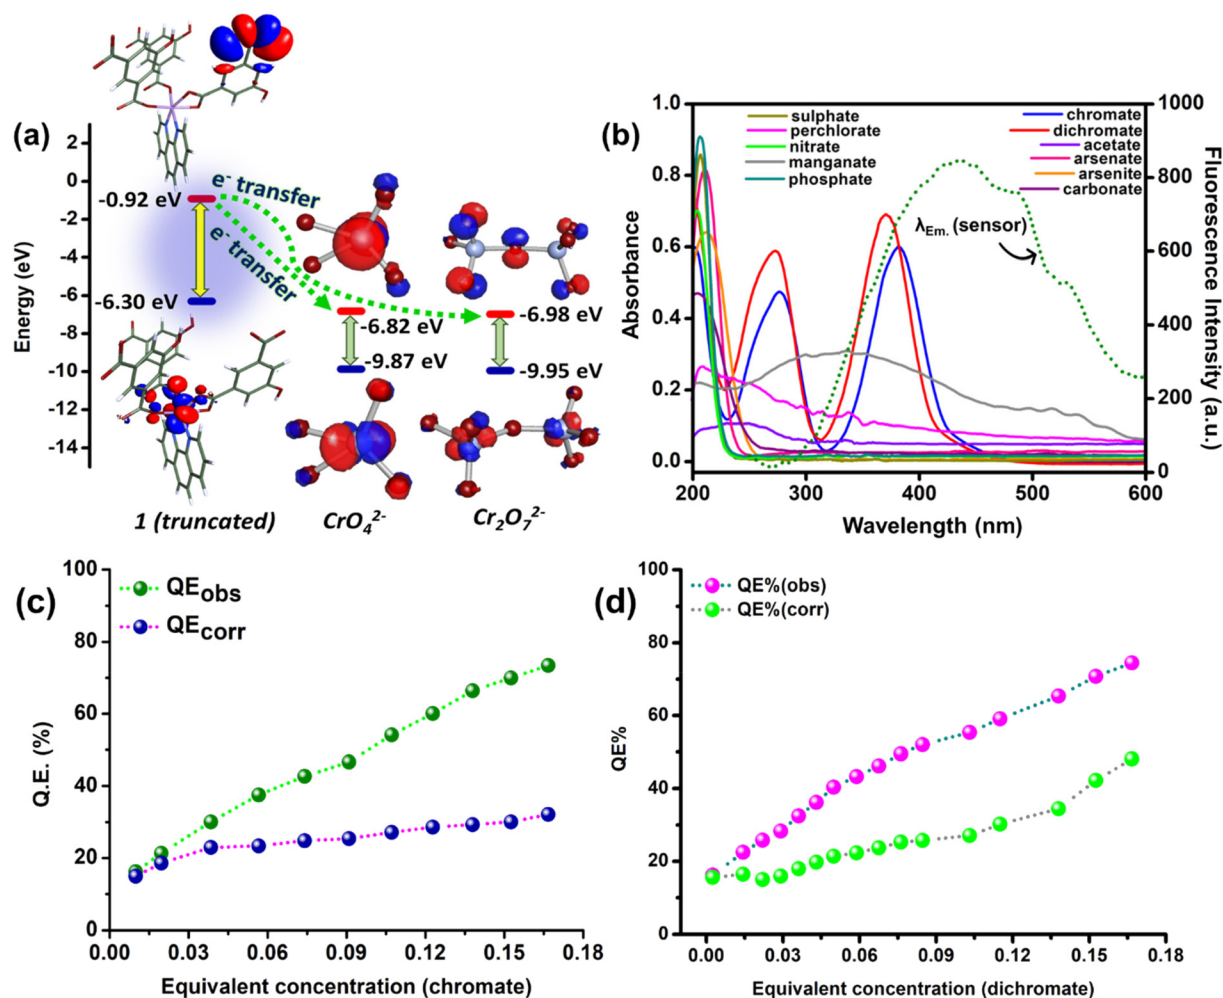 (a)
Energy (eV)
2
0
-2
-4
-6
-8
-10
-12
-14
-0.92 eV
-6.30 eV
e⁻ transfer
e⁻ transfer
-6.82 eV
-9.87 eV
-6.98 eV
-9.95 eV
1 (truncated)
CrO₄²⁻
Cr₂O₇²⁻
(b)
sulphate
perchlorate
nitrate
manganate
phosphate
chromate
dichromate
acetate
arsenate
arsenite
carbonate
λEm. (sensor)
Absorbance
1.0
0.8
0.6
0.4
0.2
0.0
200
300
400
500
600
Wavelength (nm)
1000
800
600
400
200
0
Fluorescence Intensity (a.u.)
(c)
QEobs
QEcorr
Q.E. (%)
100
80
60
40
20
0
0.00
0.03
0.06
0.09
0.12
0.15
0.18
Equivalent concentration (chromate)
(d)
QE%(obs)
QE%(corr)
QE%
100
80
60
40
20
0
0.00
0.03
0.06
0.09
0.12
0.15
0.18
Equivalent concentration (dichromate)